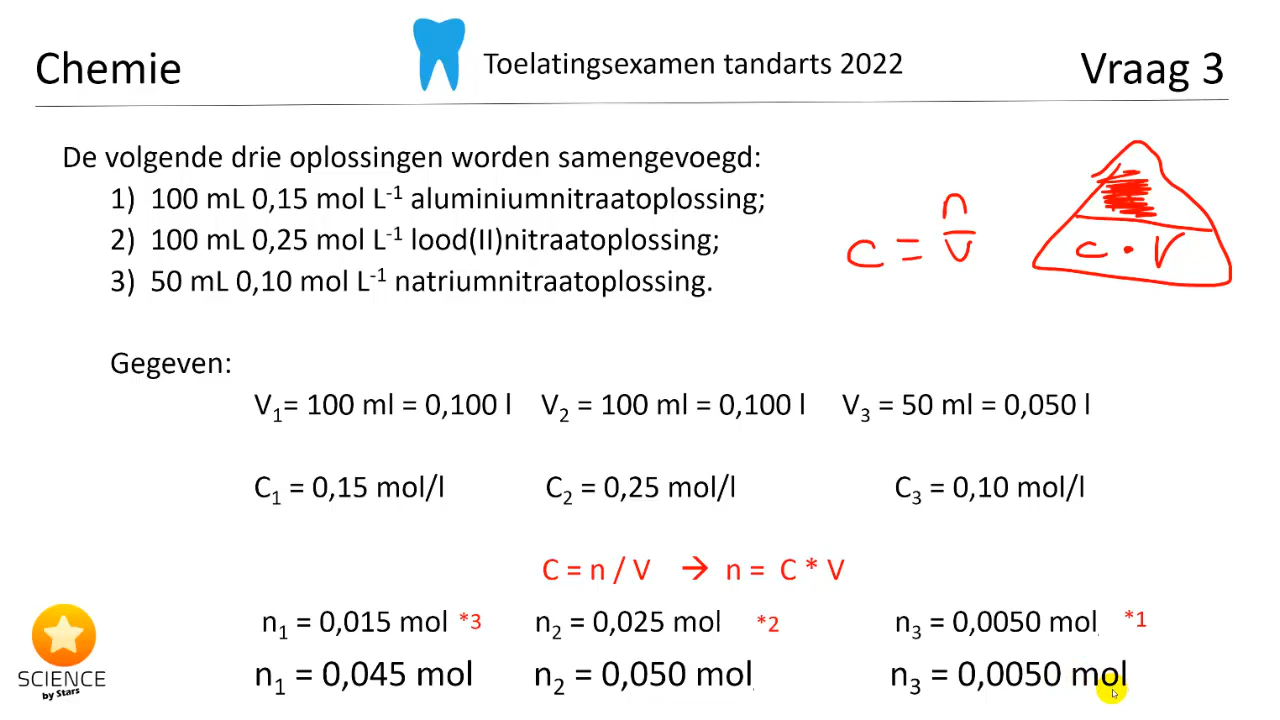 Chemie
Toelatingsexamen tandarts 2022
Vraag 3
De volgende drie oplossingen worden samengevoegd:
1) 100 mL 0,15 mol L⁻¹ aluminiumnitraatoplossing;
2) 100 mL 0,25 mol L⁻¹ lood(II)nitraatoplossing;
3) 50 mL 0,10 mol L⁻¹ natriumnitraatoplossing.
c = n/V
c · V
Gegeven:
V₁= 100 ml = 0,100 l V₂ = 100 ml = 0,100 l V₃ = 50 ml = 0,050 l
C₁ = 0,15 mol/l C₂ = 0,25 mol/l C₃ = 0,10 mol/l
C = n / V → n = C * V
n₁ = 0,015 mol *3 n₂ = 0,025 mol *2 n₃ = 0,0050 mol *1
n₁ = 0,045 mol n₂ = 0,050 mol n₃ = 0,0050 mol
SCIENCE
by Stars